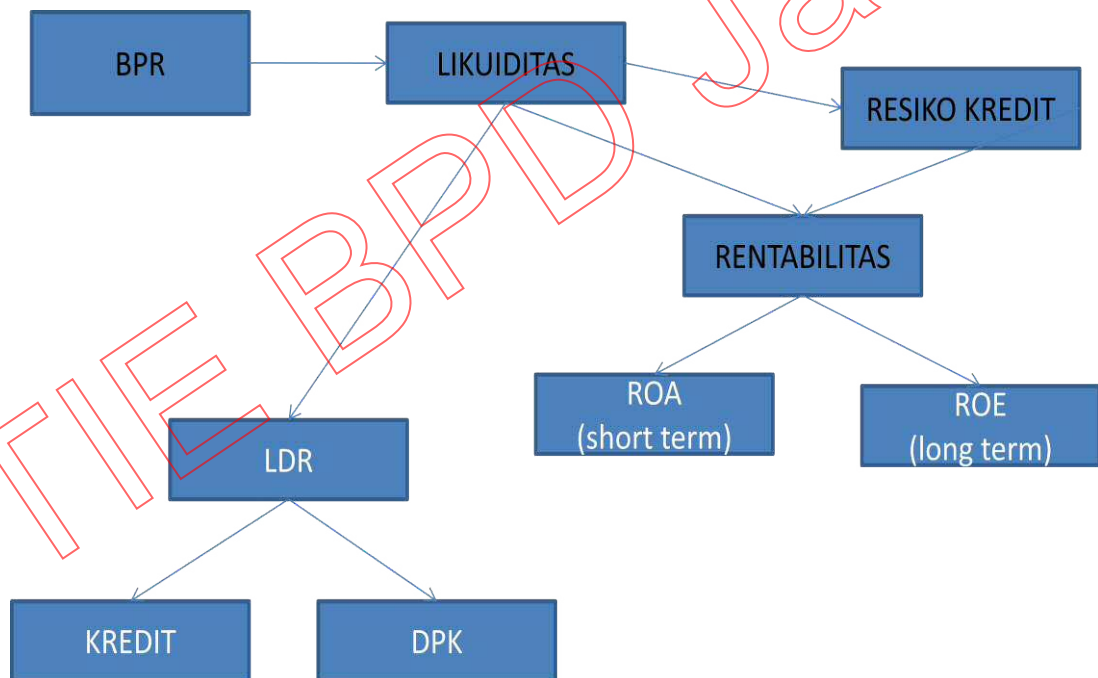 BPR
LIKUIDITAS
RESIKO KREDIT
RENTABILITAS
ROA
(short term)
ROE
(long term)
LDR
KREDIT
DPK
TIE BPD Ja